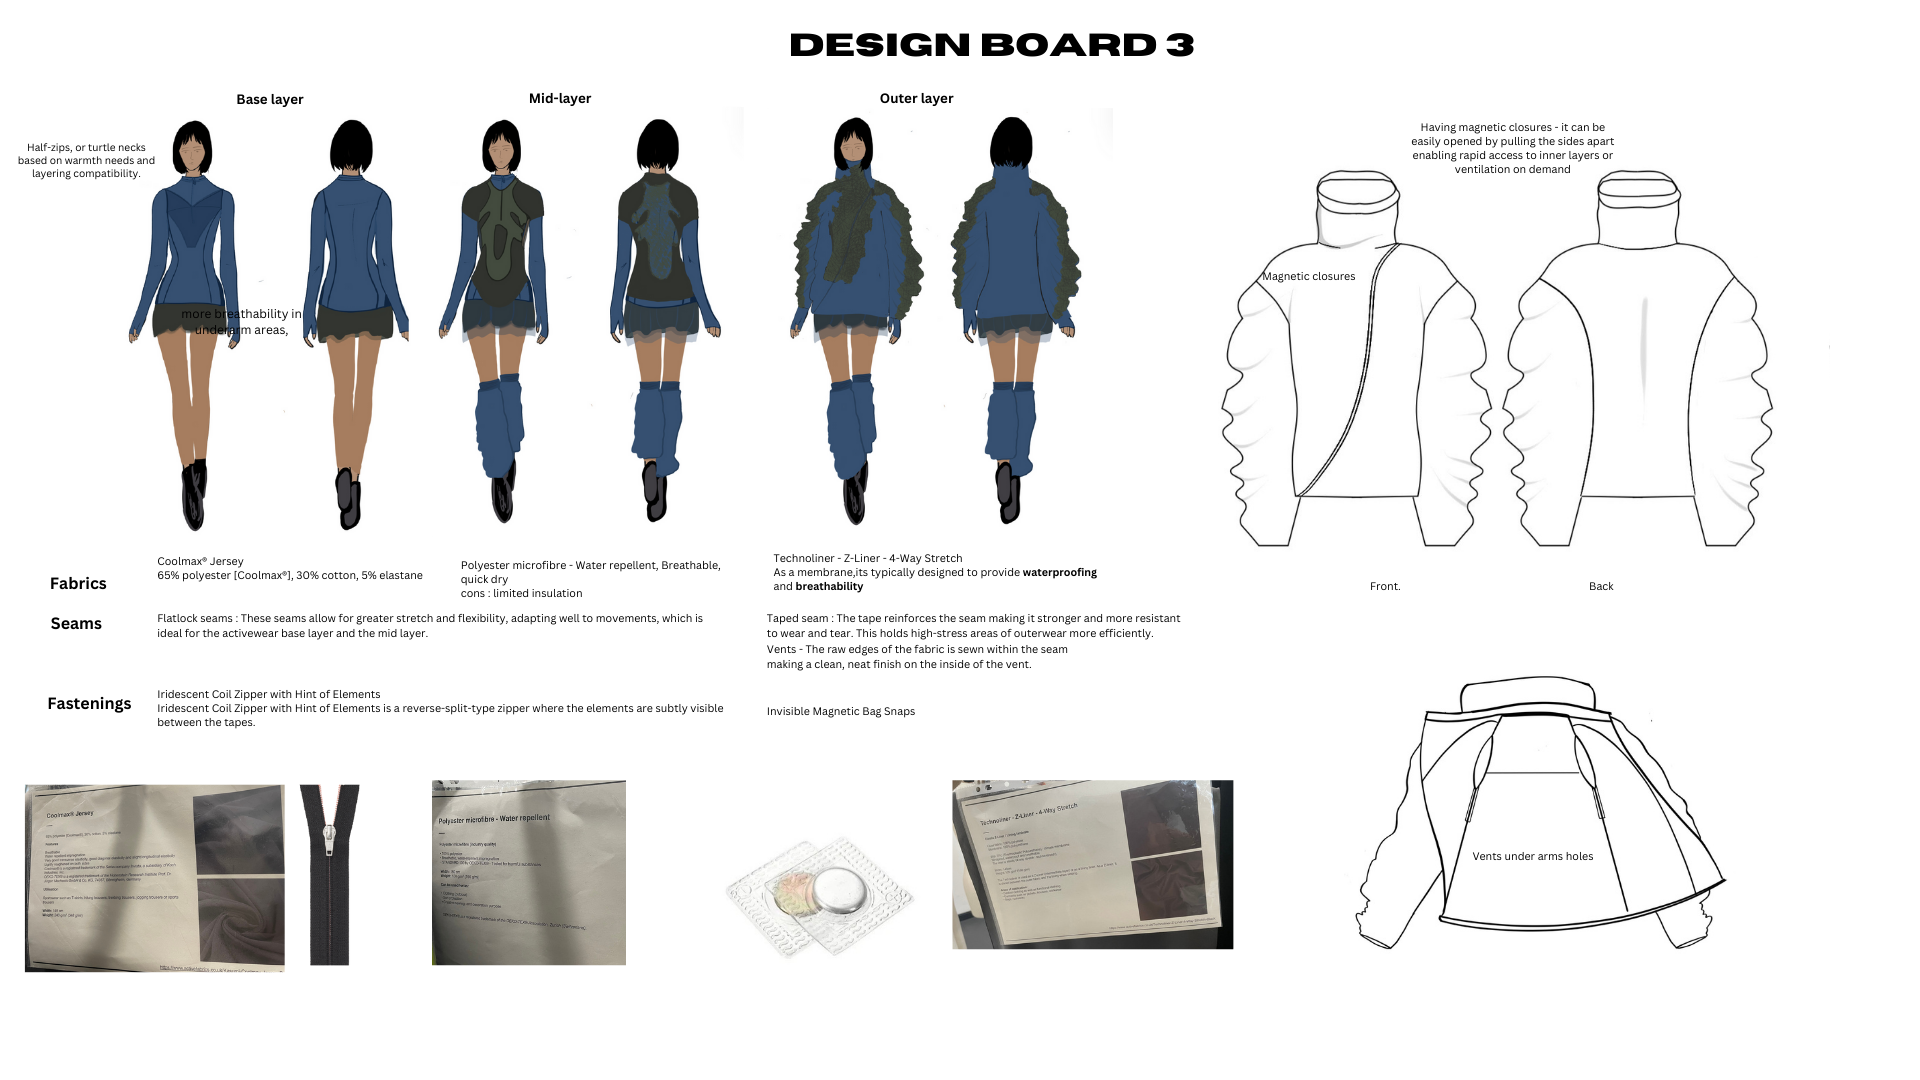 DESIGN BOARD 3
Base layer
Mid-layer
Outer layer
Half-zips, or turtle necks
based on warmth needs and
layering compatibility.
Having magnetic closures - it can be
easily opened by pulling the sides apart
enabling rapid access to inner layers or
ventilation on demand
Magnetic closures
more breathability in
underarm areas,
Fabrics
Coolmax® Jersey
65% polyester [Coolmax®], 30% cotton, 5% elastane
Polyester microfibre - Water repellent, Breathable,
quick dry
cons : limited insulation
Technoliner - Z-Liner - 4-Way Stretch
As a membrane,its typically designed to provide waterproofing
and breathability
Front.
Back
Seams
Flatlock seams : These seams allow for greater stretch and flexibility, adapting well to movements, which is
ideal for the activewear base layer and the mid layer.
Taped seam : The tape reinforces the seam making it stronger and more resistant
to wear and tear. This holds high-stress areas of outerwear more efficiently.
Vents - The raw edges of the fabric is sewn within the seam
making a clean, neat finish on the inside of the vent.
Fastenings
Iridescent Coil Zipper with Hint of Elements
Iridescent Coil Zipper with Hint of Elements is a reverse-split-type zipper where the elements are subtly visible
between the tapes.
Invisible Magnetic Bag Snaps
Vents under arms holes
Coolmax® Jersey
Polyester microfibre - Water repellent
Technoliner - Z-Liner - 4-Way Stretch